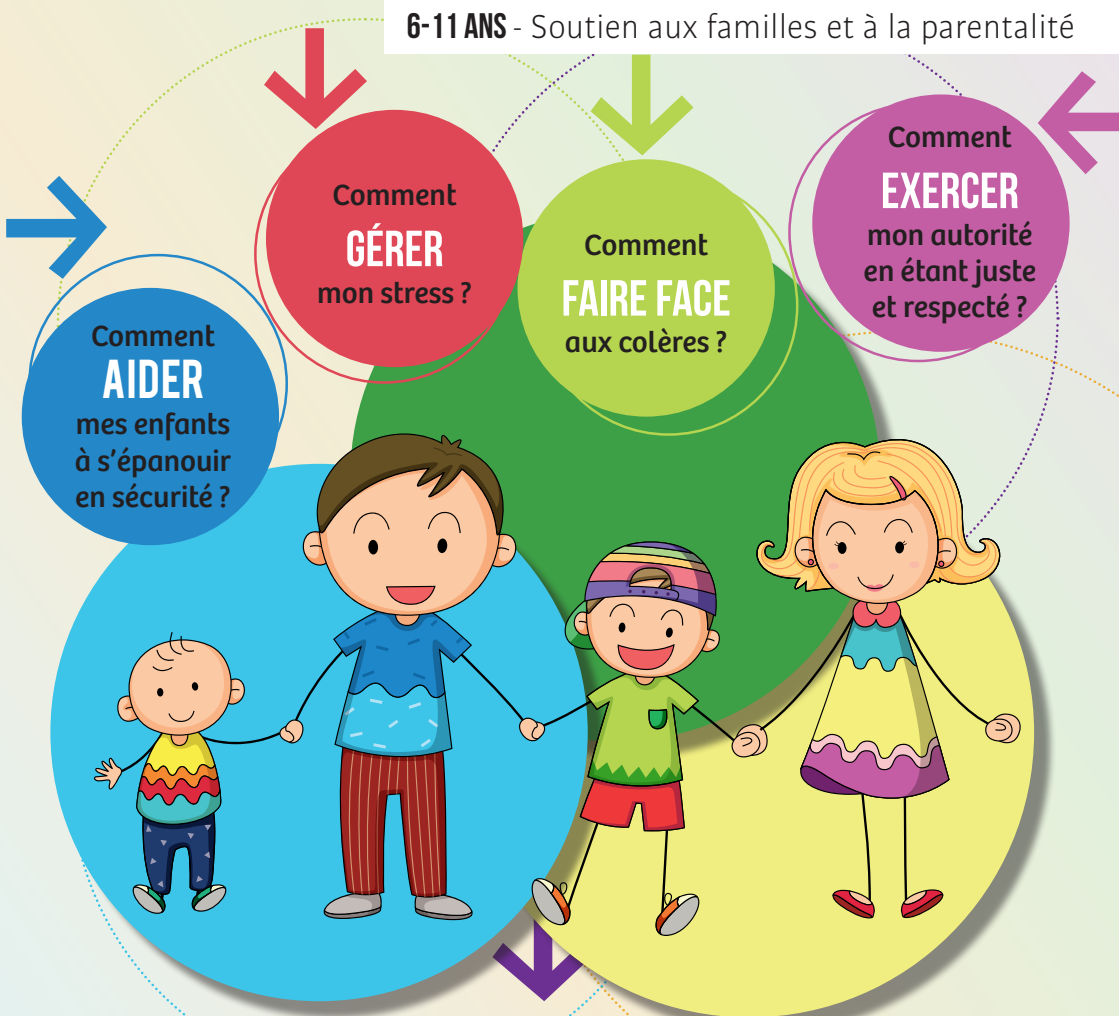 6-11 ANS - Soutien aux familles et à la parentalité
Comment
AIDER
mes enfants
à s'épanouir
en sécurité ?
Comment
GÉRER
mon stress ?
Comment
FAIRE FACE
aux colères ?
Comment
EXERCER
mon autorité
en étant juste
et respecté ?